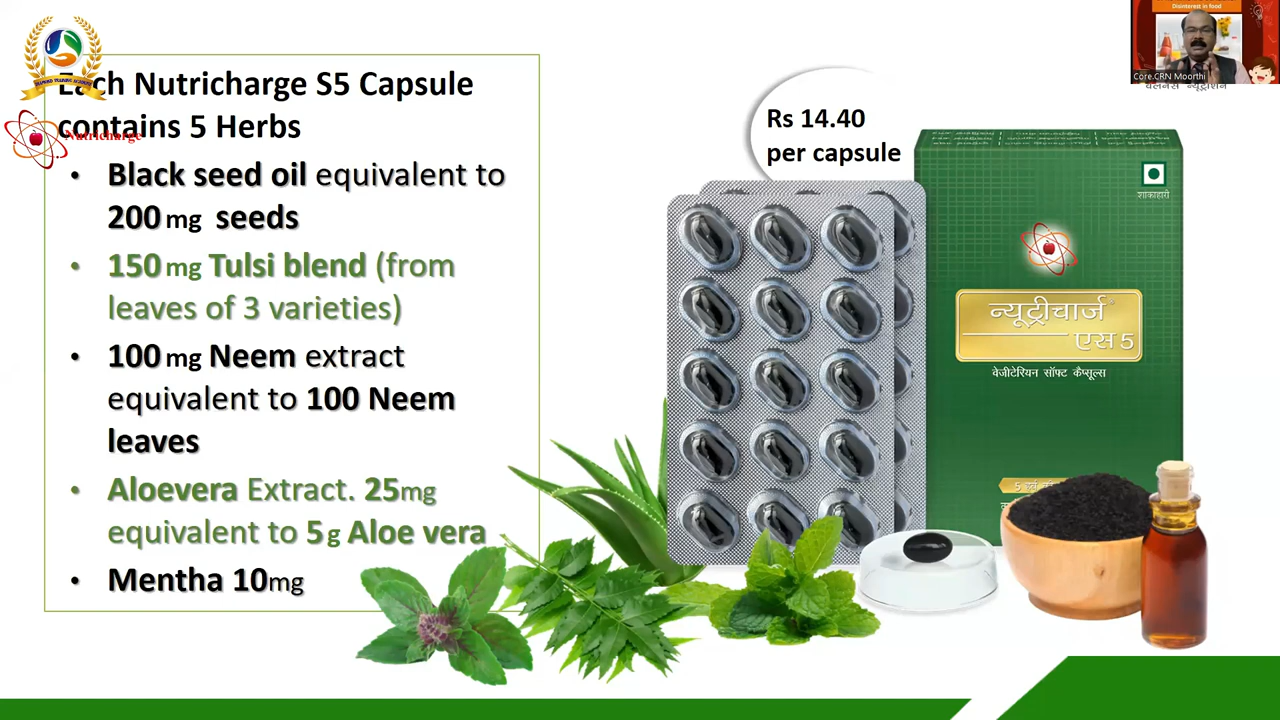 Each Nutricharge S5 Capsule
contains 5 Herbs
Nutricharge
• Black seed oil equivalent to
200 mg seeds
• 150 mg Tulsi blend (from
leaves of 3 varieties)
• 100 mg Neem extract
equivalent to 100 Neem
leaves
• Aloevera Extract. 25mg
equivalent to 5 g Aloe vera
• Mentha 10mg
Rs 14.40
per capsule
Disinterest in food
Core.CRN Moorthi
वेलनेस न्यूट्रीशन
शाकाहारी
न्यूट्रीचार्ज
एस 5
वेजीटेरियन सॉफ्ट कैप्सूल्स